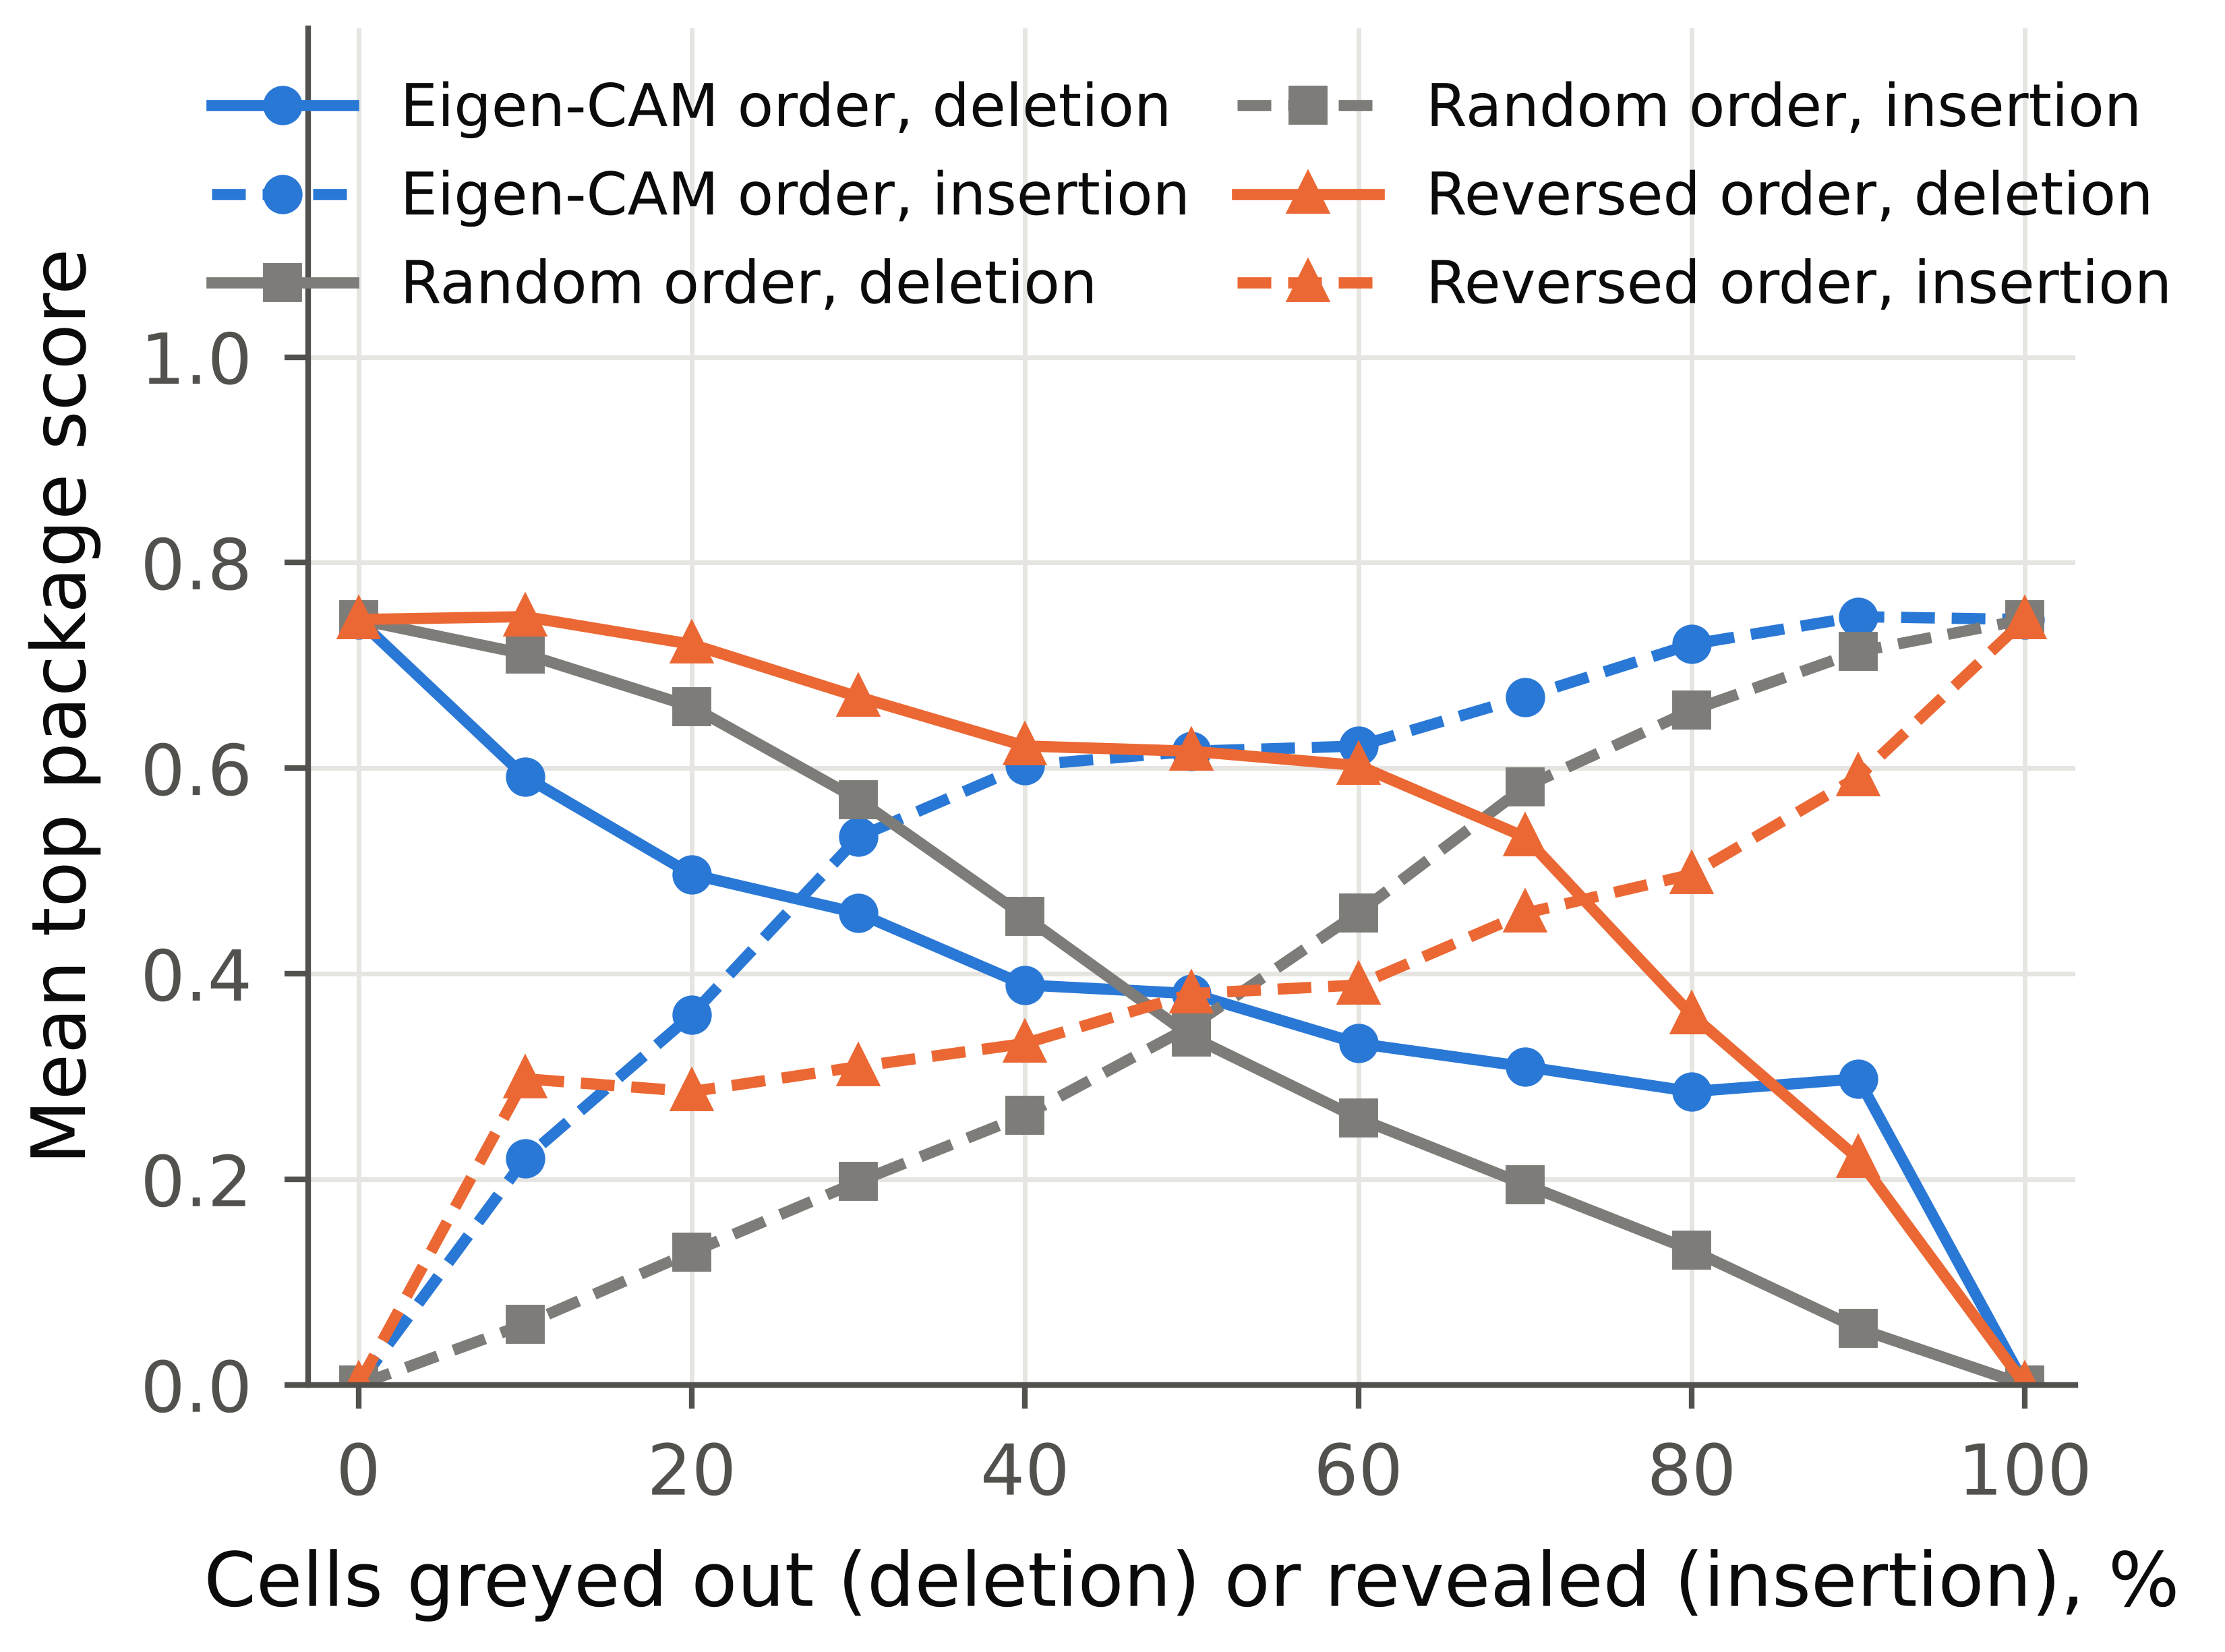 Eigen-CAM order, deletion
Eigen-CAM order, insertion
Random order, deletion
Random order, insertion
Reversed order, deletion
Reversed order, insertion
Mean top package score
1.0
0.8
0.6
0.4
0.2
0.0
0 20 40 60 80 100
Cells greyed out (deletion) or revealed (insertion), %